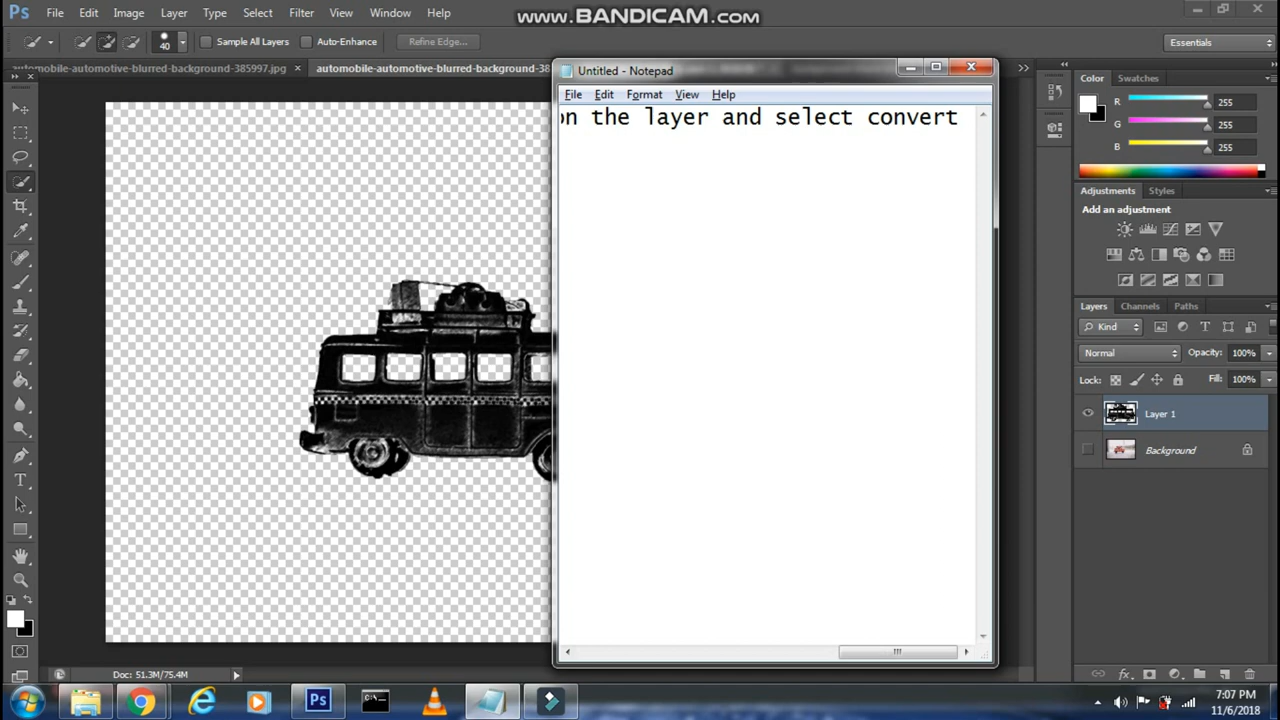 Ps File Edit Image Layer Type Select Filter View Window Help
www.BANDICAM.com
40 Sample All Layers Auto-Enhance Refine Edge... Essentials
automobile-automotive-blurred-background-385997.jpg automobile-automotive-blurred-background-38
Untitled - Notepad
File Edit Format View Help
on the layer and select convert
Color Swatches
R 255
G 255
B 255
Adjustments Styles
Add an adjustment
Layers Channels Paths
Kind
Normal Opacity: 100%
Lock: Fill: 100%
Layer 1
Background
Doc: 51.3M/75.4M
Ps
7:07 PM
11/6/2018